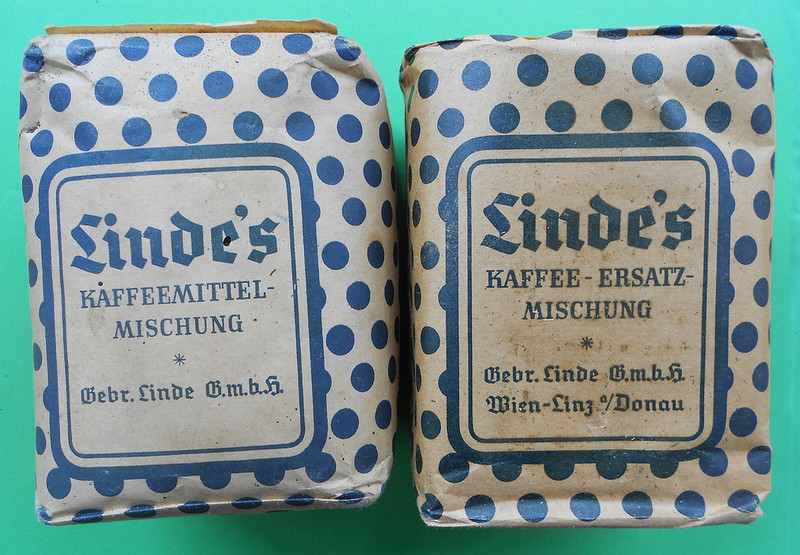 Linde's
KAFFEEMITTEL-
MISCHUNG
*
Gebr. Linde G.m.b.H.
Linde's
KAFFEE-ERSATZ-
MISCHUNG
*
Gebr. Linde G.m.b.H.
Wien-Linz a/Donau